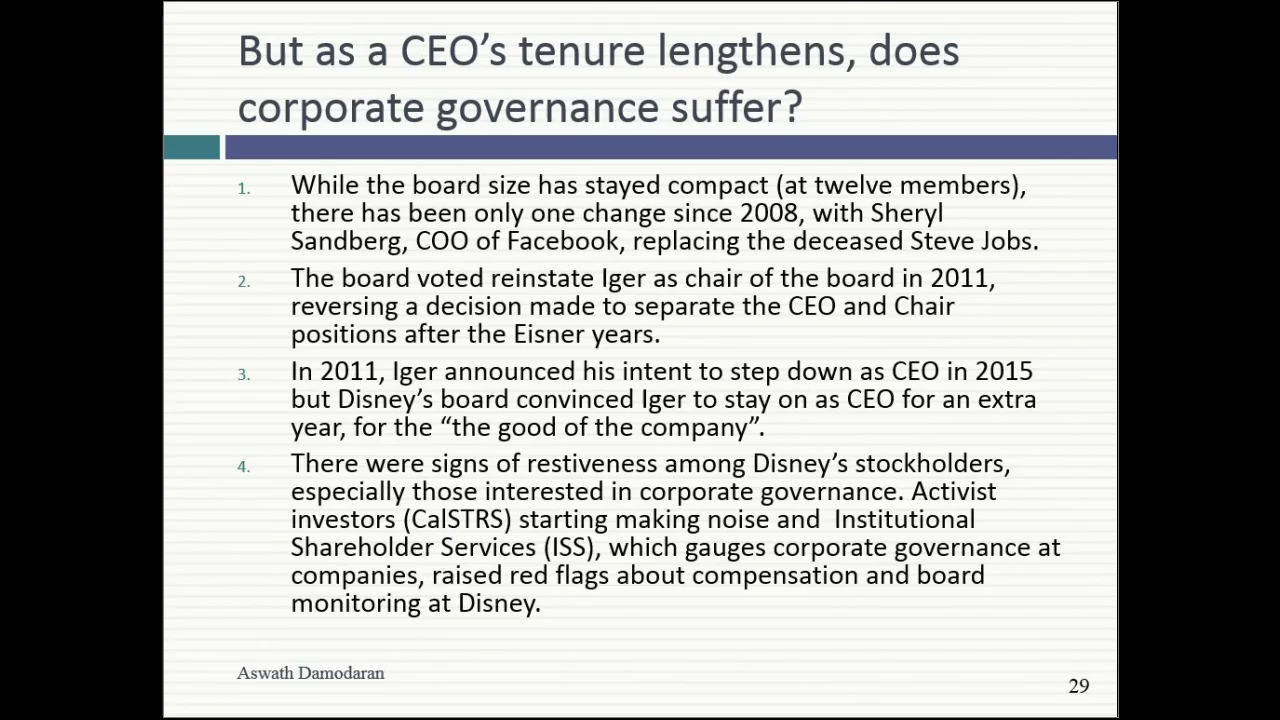 But as a CEO’s tenure lengthens, does
corporate governance suffer?
1. While the board size has stayed compact (at twelve members),
there has been only one change since 2008, with Sheryl
Sandberg, COO of Facebook, replacing the deceased Steve Jobs.
2. The board voted reinstate Iger as chair of the board in 2011,
reversing a decision made to separate the CEO and Chair
positions after the Eisner years.
3. In 2011, Iger announced his intent to step down as CEO in 2015
but Disney’s board convinced Iger to stay on as CEO for an extra
year, for the “the good of the company”.
4. There were signs of restiveness among Disney’s stockholders,
especially those interested in corporate governance. Activist
investors (CalSTRS) starting making noise and  Institutional
Shareholder Services (ISS), which gauges corporate governance at
companies, raised red flags about compensation and board
monitoring at Disney.
Aswath Damodaran
29